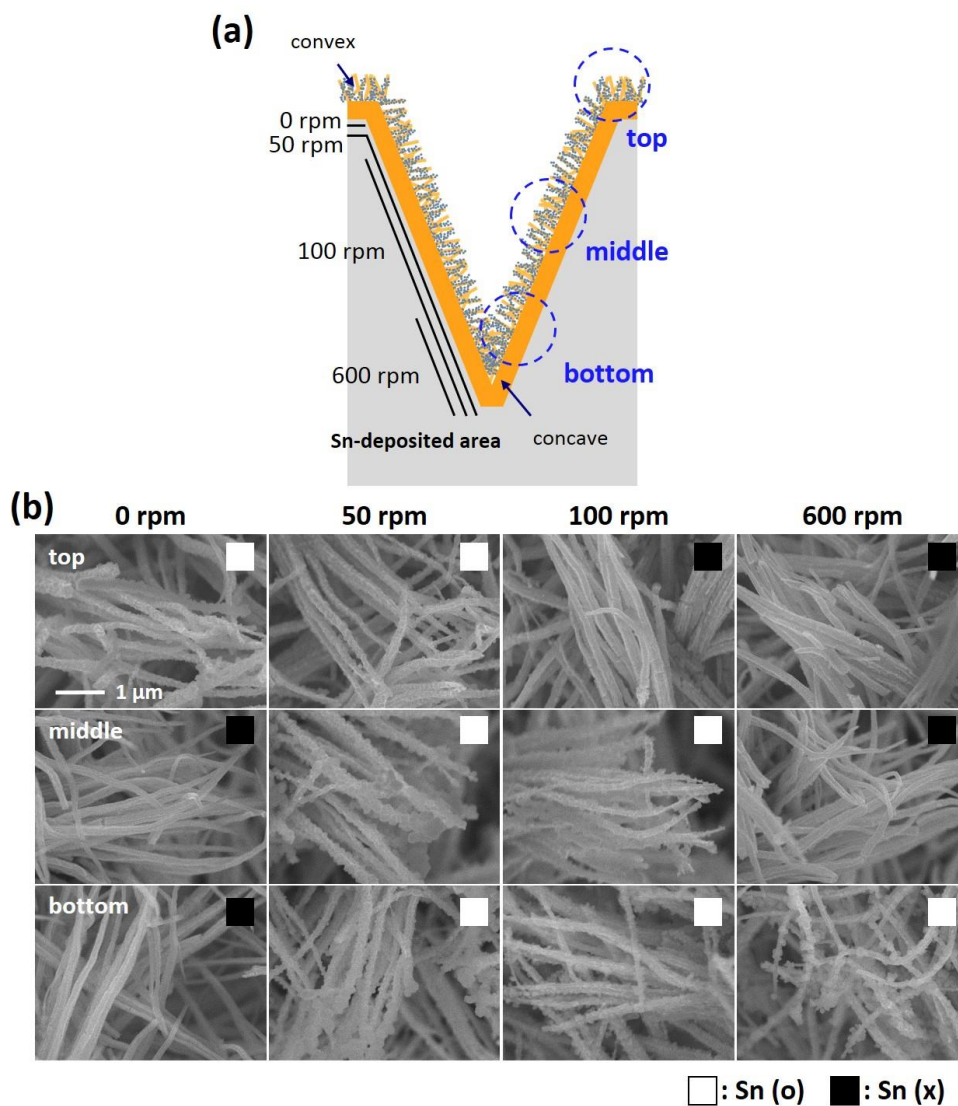 (a)
convex
0 rpm
50 rpm
top
100 rpm
middle
600 rpm
bottom
Sn-deposited area
concave
(b)
0 rpm 50 rpm 100 rpm 600 rpm
top
1 μm
middle
bottom
: Sn (o) : Sn (x)